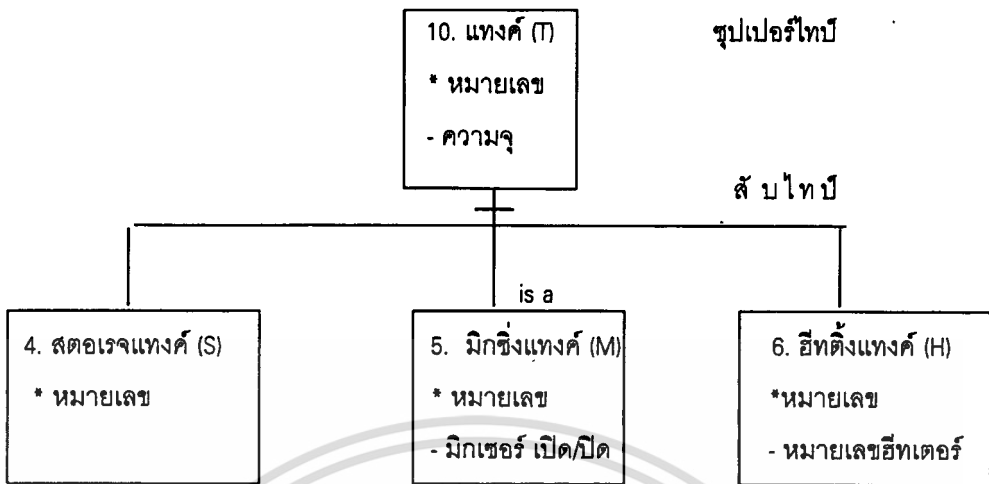 10. แทงค์ (T)
* หมายเลข
- ความจุ
ซุปเปอร์ไทป์
สั บ ไ ท ป์
is a
4. สตอเรจแทงค์ (S)
* หมายเลข
5. มิกซิ่งแทงค์ (M)
* หมายเลข
- มิกเซอร์ เปิด/ปิด
6. ฮีทติ้งแทงค์ (H)
*หมายเลข
- หมายเลขฮีทเตอร์